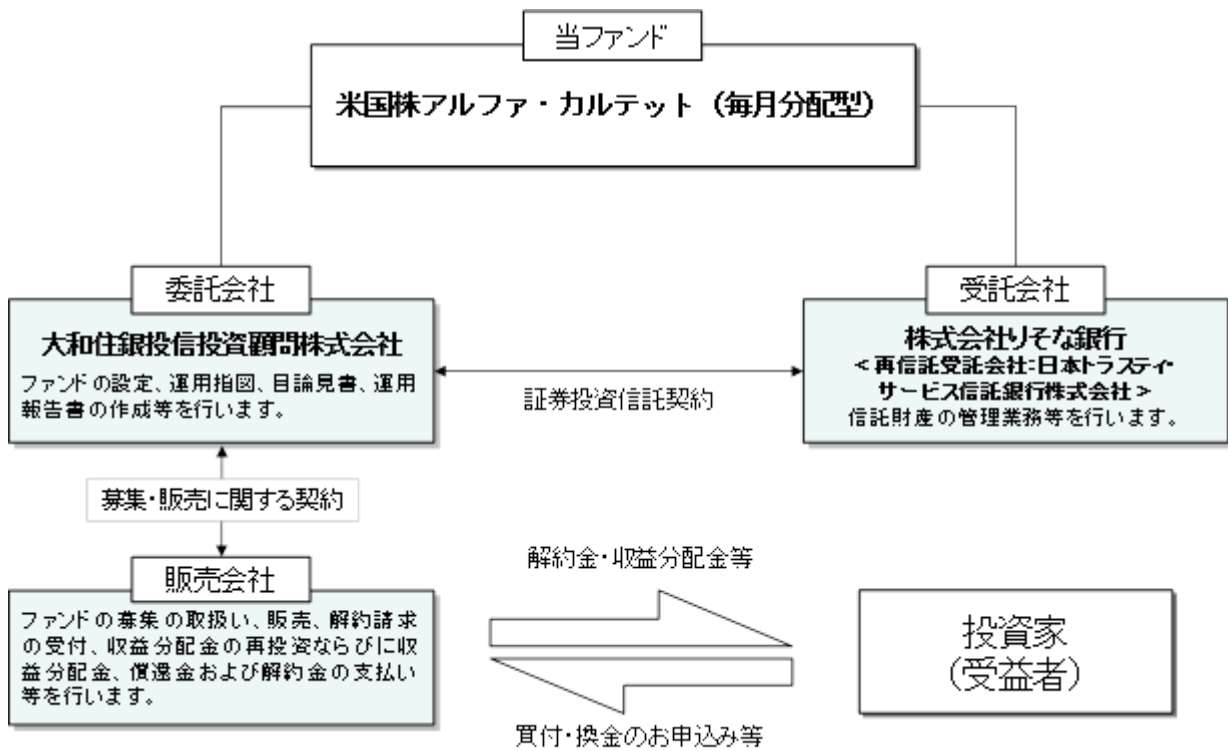 当ファンド
米国株アルファ・カルテット（毎月分配型）
委託会社
大和住銀投信投資顧問株式会社
ファンドの設定、運用指図、目論見書、運用
報告書の作成等を行います。
証券投資信託契約
受託会社
株式会社りそな銀行
＜再信託受託会社：日本トラスティ・
サービス信託銀行株式会社＞
信託財産の管理業務等を行います。
募集・販売に関する契約
販売会社
ファンドの募集の取扱い、販売、解約請求
の受付、収益分配金の再投資ならびに収
益分配金、償還金および解約金の支払い
等を行います。
解約金・収益分配金等
買付・換金のお申込み等
投資家
（受益者）